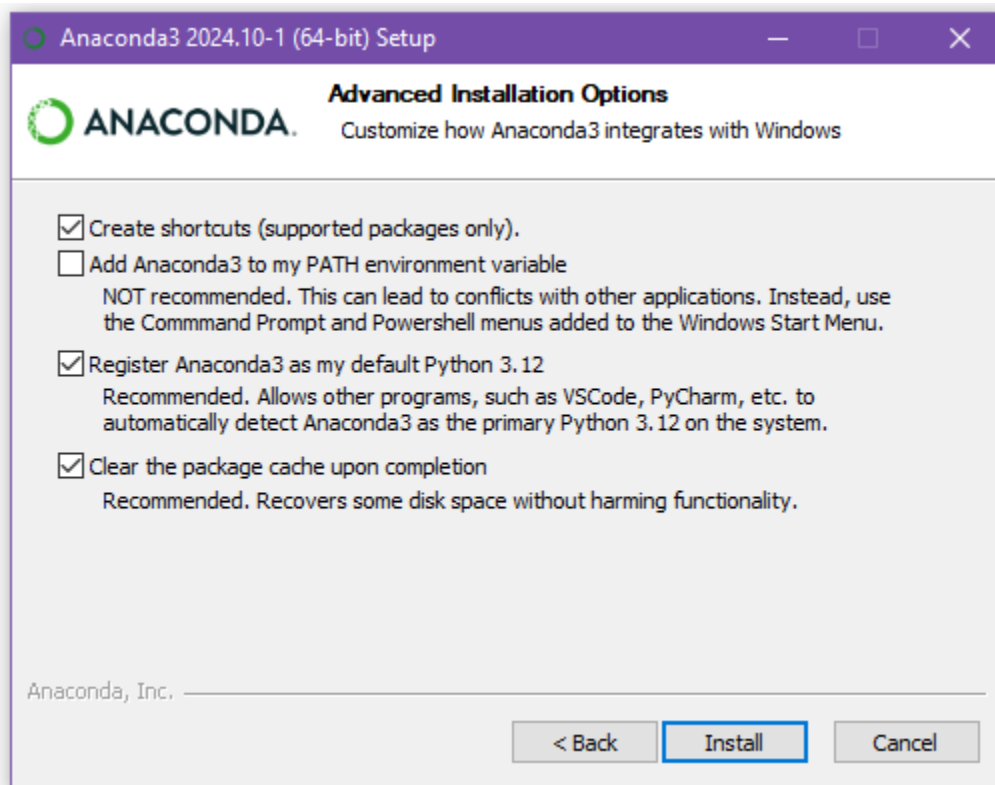 Anaconda3 2024.10-1 (64-bit) Setup
ANACONDA.
Advanced Installation Options
Customize how Anaconda3 integrates with Windows
Create shortcuts (supported packages only).
Add Anaconda3 to my PATH environment variable
NOT recommended. This can lead to conflicts with other applications. Instead, use
the Commmand Prompt and Powershell menus added to the Windows Start Menu.
Register Anaconda3 as my default Python 3.12
Recommended. Allows other programs, such as VSCode, PyCharm, etc. to
automatically detect Anaconda3 as the primary Python 3.12 on the system.
Clear the package cache upon completion
Recommended. Recovers some disk space without harming functionality.
Anaconda, Inc.
< Back
Install
Cancel